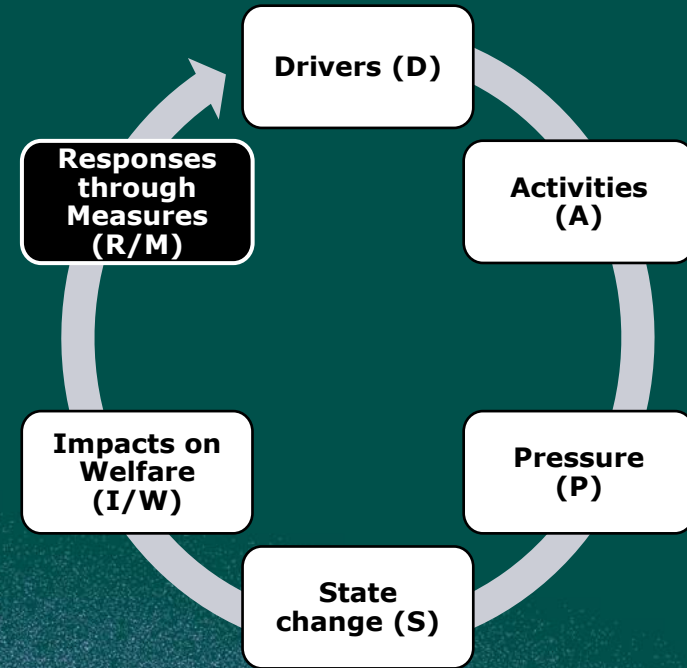 Drivers (D)
Activities
(A)
Pressure
(P)
State
change (S)
Impacts on
Welfare
(I/W)
Responses
through
Measures
(R/M)